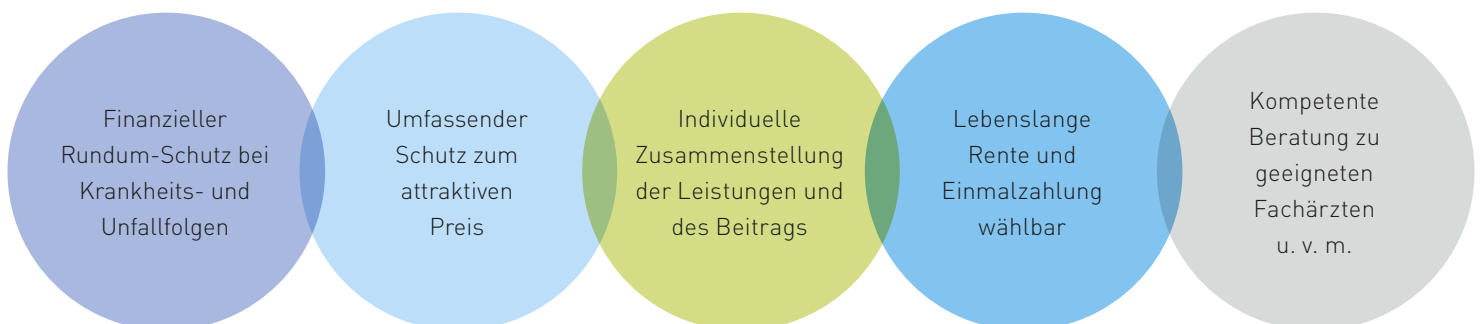 Finanzieller
Rundum-Schutz bei
Krankheits- und
Unfallfolgen
Umfassender
Schutz zum
attraktiven
Preis
Individuelle
Zusammenstellung
der Leistungen und
des Beitrags
Lebenslange
Rente und
Einmalzahlung
wählbar
Kompetente
Beratung zu
geeigneten
Fachärzten
u. v. m.